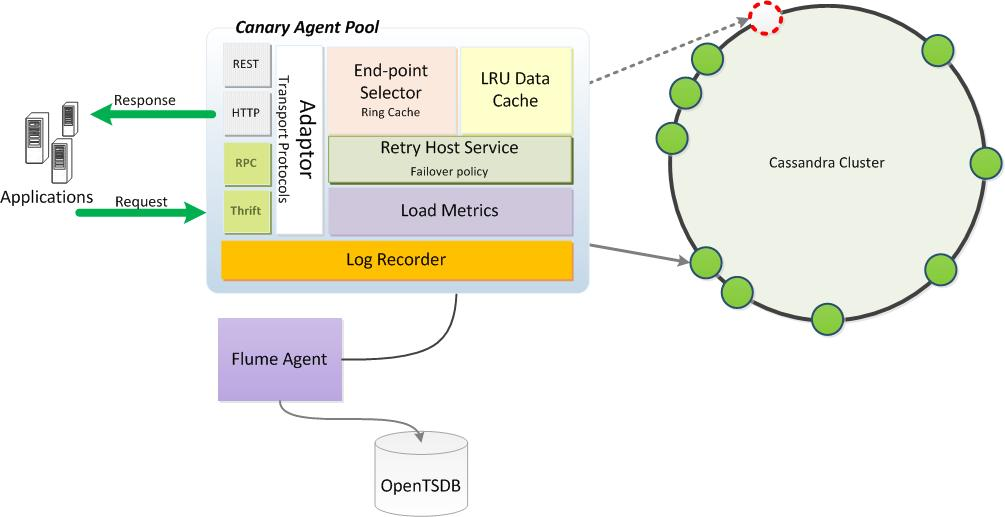 Canary Agent Pool
REST
HTTP
RPC
Thrift
Transport Protocols
Adaptor
End-point
Selector
Ring Cache
LRU Data
Cache
Retry Host Service
Failover policy
Load Metrics
Log Recorder
Response
Applications
Request
Cassandra Cluster
Flume Agent
OpenTSDB